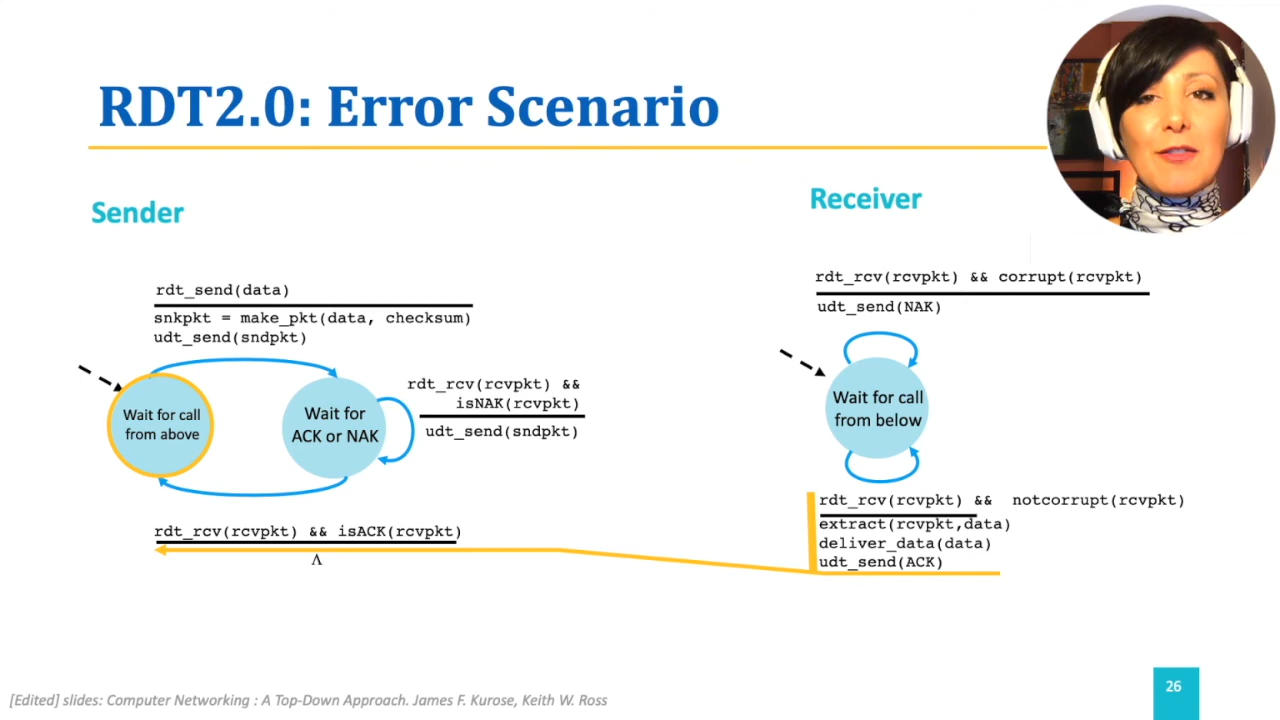 RDT2.0: Error Scenario
Sender
Receiver
rdt_send(data)
snkpkt = make_pkt(data, checksum)
udt_send(sndpkt)
Wait for call
from above
Wait for
ACK or NAK
rdt_rcv(rcvpkt) &&
isNAK(rcvpkt)
udt_send(sndpkt)
rdt_rcv(rcvpkt) && isACK(rcvpkt)
Λ
rdt_rcv(rcvpkt) && corrupt(rcvpkt)
udt_send(NAK)
Wait for call
from below
rdt_rcv(rcvpkt) && notcorrupt(rcvpkt)
extract(rcvpkt,data)
deliver_data(data)
udt_send(ACK)
[Edited] slides: Computer Networking : A Top-Down Approach. James F. Kurose, Keith W. Ross
26